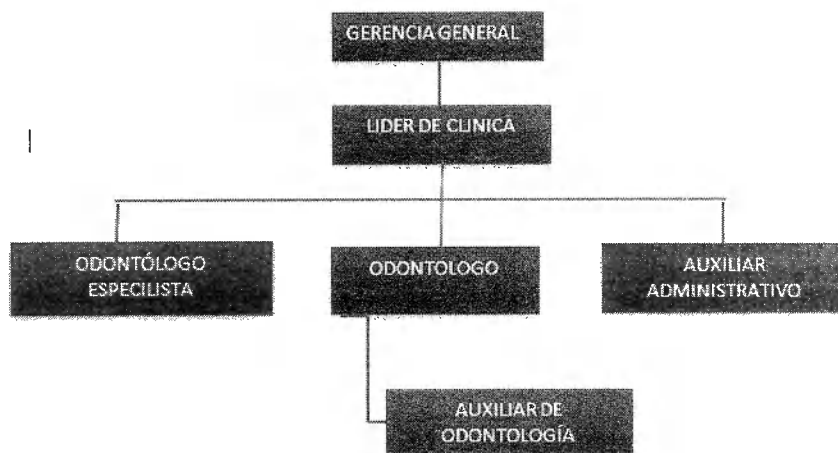 GERENCIA GENERAL
LIDER DE CLINICA
ODONTÓLOGO
ESPECILISTA
ODONTOLOGO
AUXILIAR
ADMINISTRATIVO
AUXILIAR DE
ODONTOLOGÍA